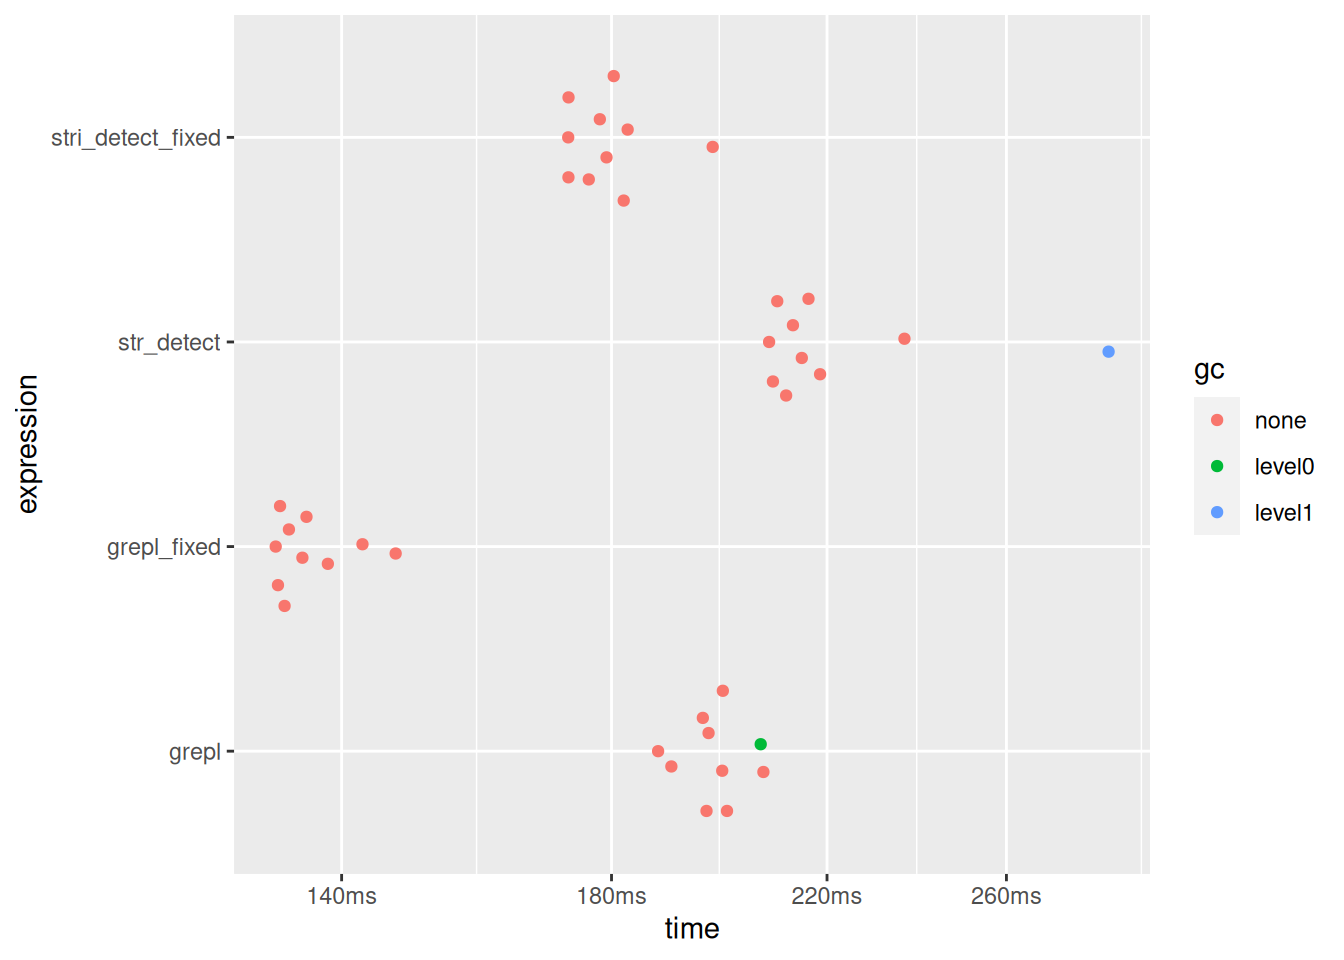 stri_detect_fixed
str_detect
grepl_fixed
grepl
expression
140ms 180ms 220ms 260ms
time
gc
none
level0
level1